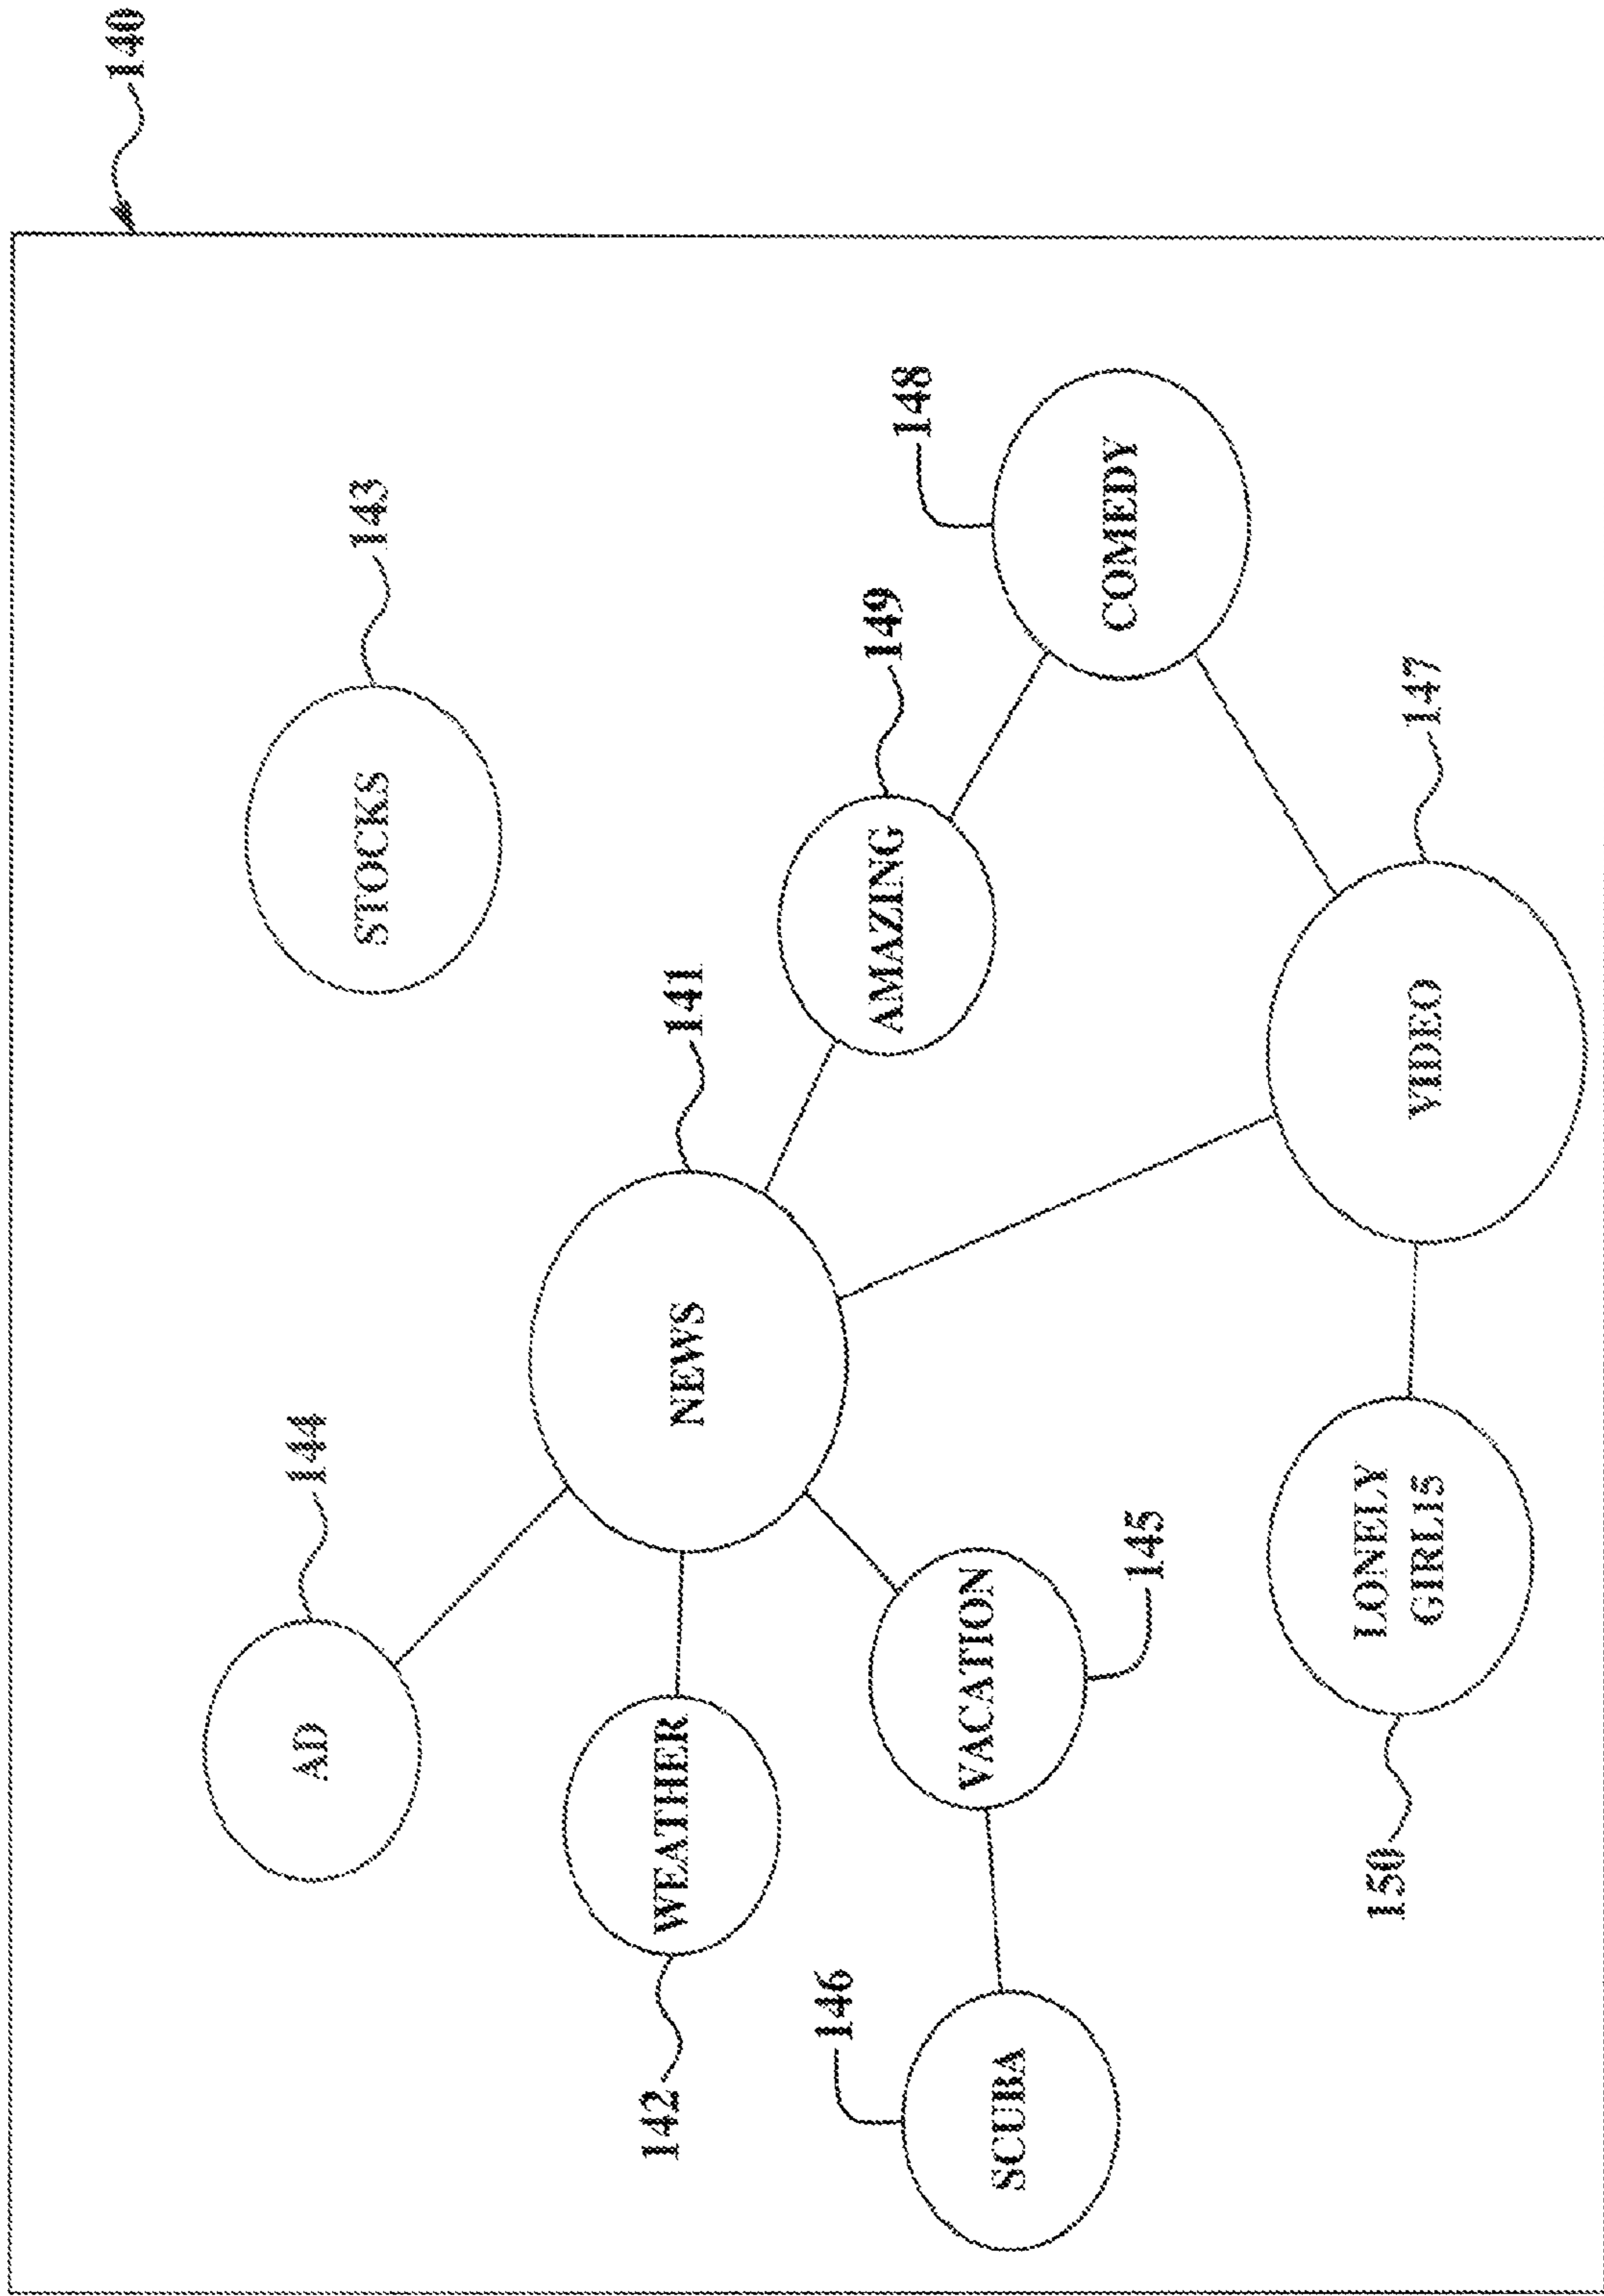 140
AD
144
STOCKS
143
WEATHER
142
NEWS
141
AMAZING
149
COMEDY
148
VACATION
145
SCUBA
146
LONELY
GIRL15
150
VIDEO
147